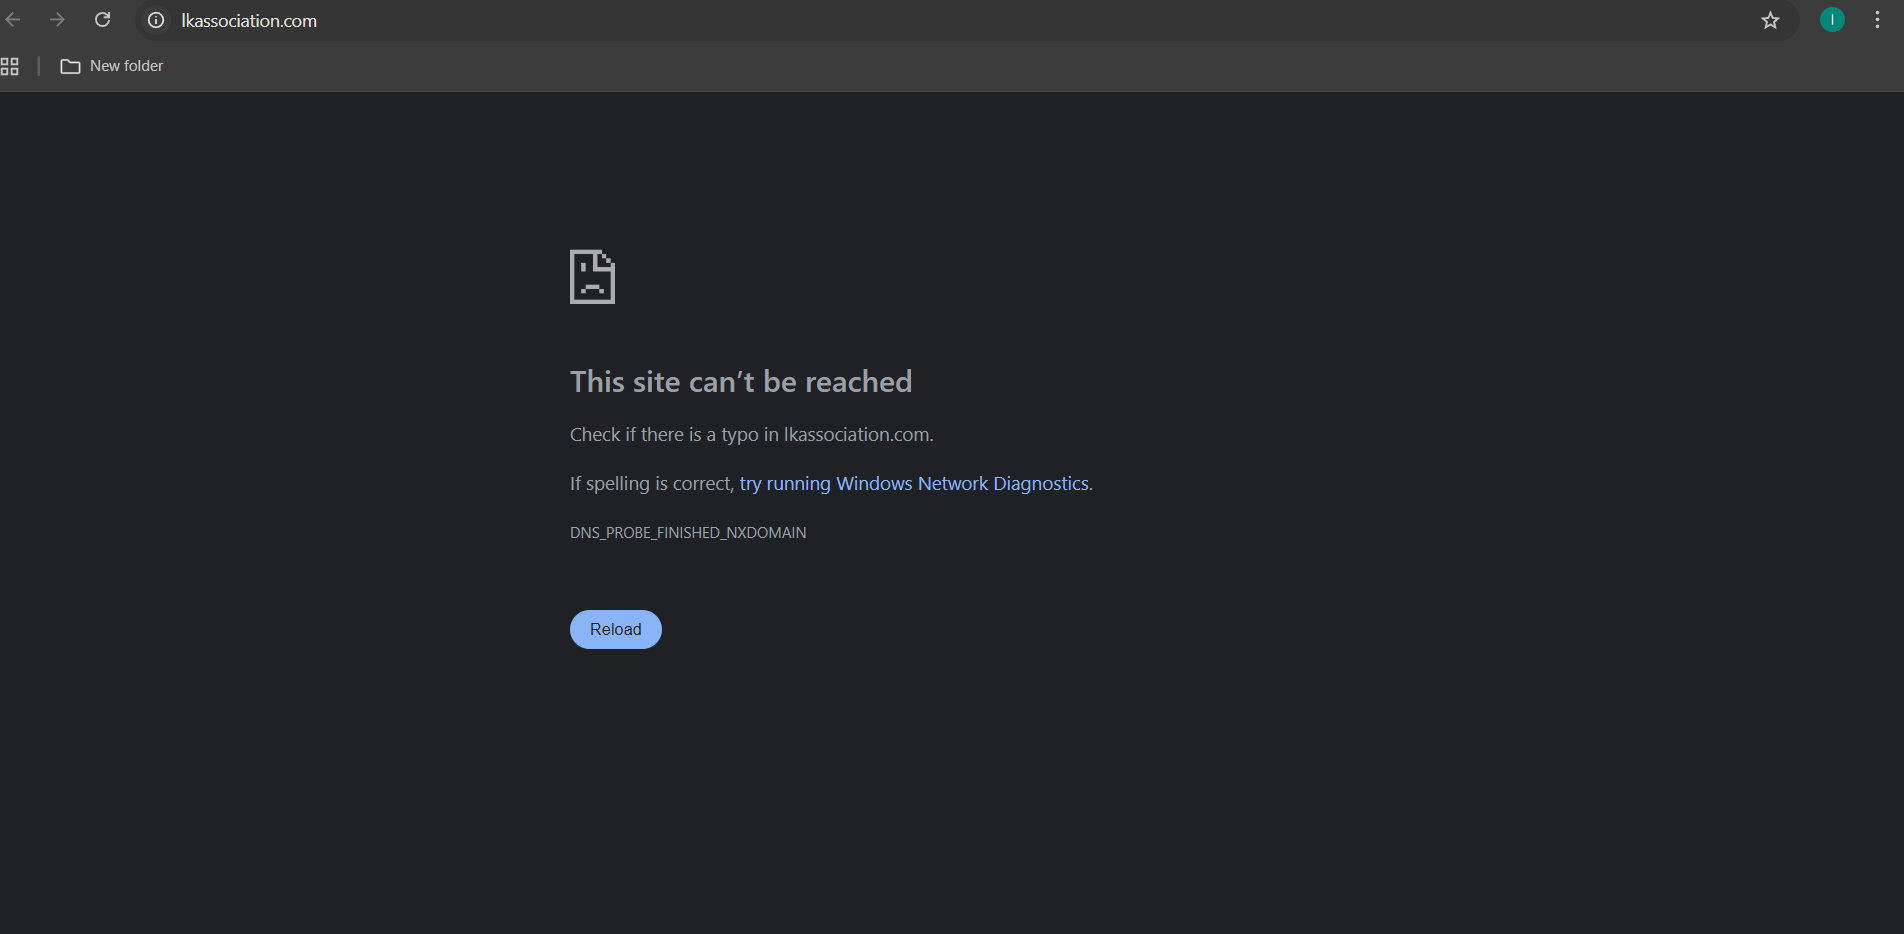 lkassociation.com
I
New folder
This site can’t be reached
Check if there is a typo in lkassociation.com.
If spelling is correct, try running Windows Network Diagnostics.
DNS_PROBE_FINISHED_NXDOMAIN
Reload